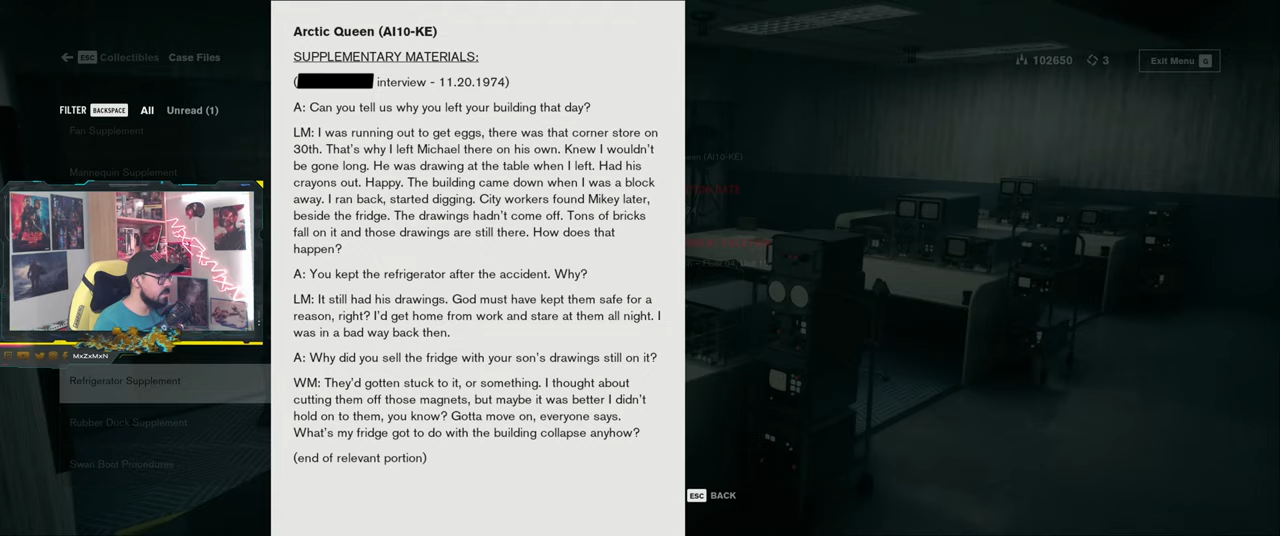 Arctic Queen (AI10-KE)
SUPPLEMENTARY MATERIALS:
( interview - 11.20.1974)
A: Can you tell us why you left your building that day?
LM: I was running out to get eggs, there was that corner store on
30th. That's why I left Michael there on his own. Knew I wouldn't
be gone long. He was drawing at the table when I left. Had his
crayons out. Happy. The building came down when I was a block
away. I ran back, started digging. City workers found Mikey later,
beside the fridge. The drawings hadn't come off. Tons of bricks
fall on it and those drawings are still there. How does that
happen?
A: You kept the refrigerator after the accident. Why?
LM: It still had his drawings. God must have kept them safe for a
reason, right? I'd get home from work and stare at them all night. I
was in a bad way back then.
A: Why did you sell the fridge with your son's drawings still on it?
WM: They'd gotten stuck to it, or something. I thought about
cutting them off those magnets, but maybe it was better I didn't
hold on to them, you know? Gotta move on, everyone says.
What's my fridge got to do with the building collapse anyhow?
(end of relevant portion)
ESC Collectibles Case Files
FILTER BACKSPACE All Unread (1)
Fan Supplement
Mannequin Supplement
MxZxMxN
Refrigerator Supplement
Rubber Duck Supplement
Swan Boat Procedures
102650 3
Exit Menu G
(AI10-KE)
ESC BACK